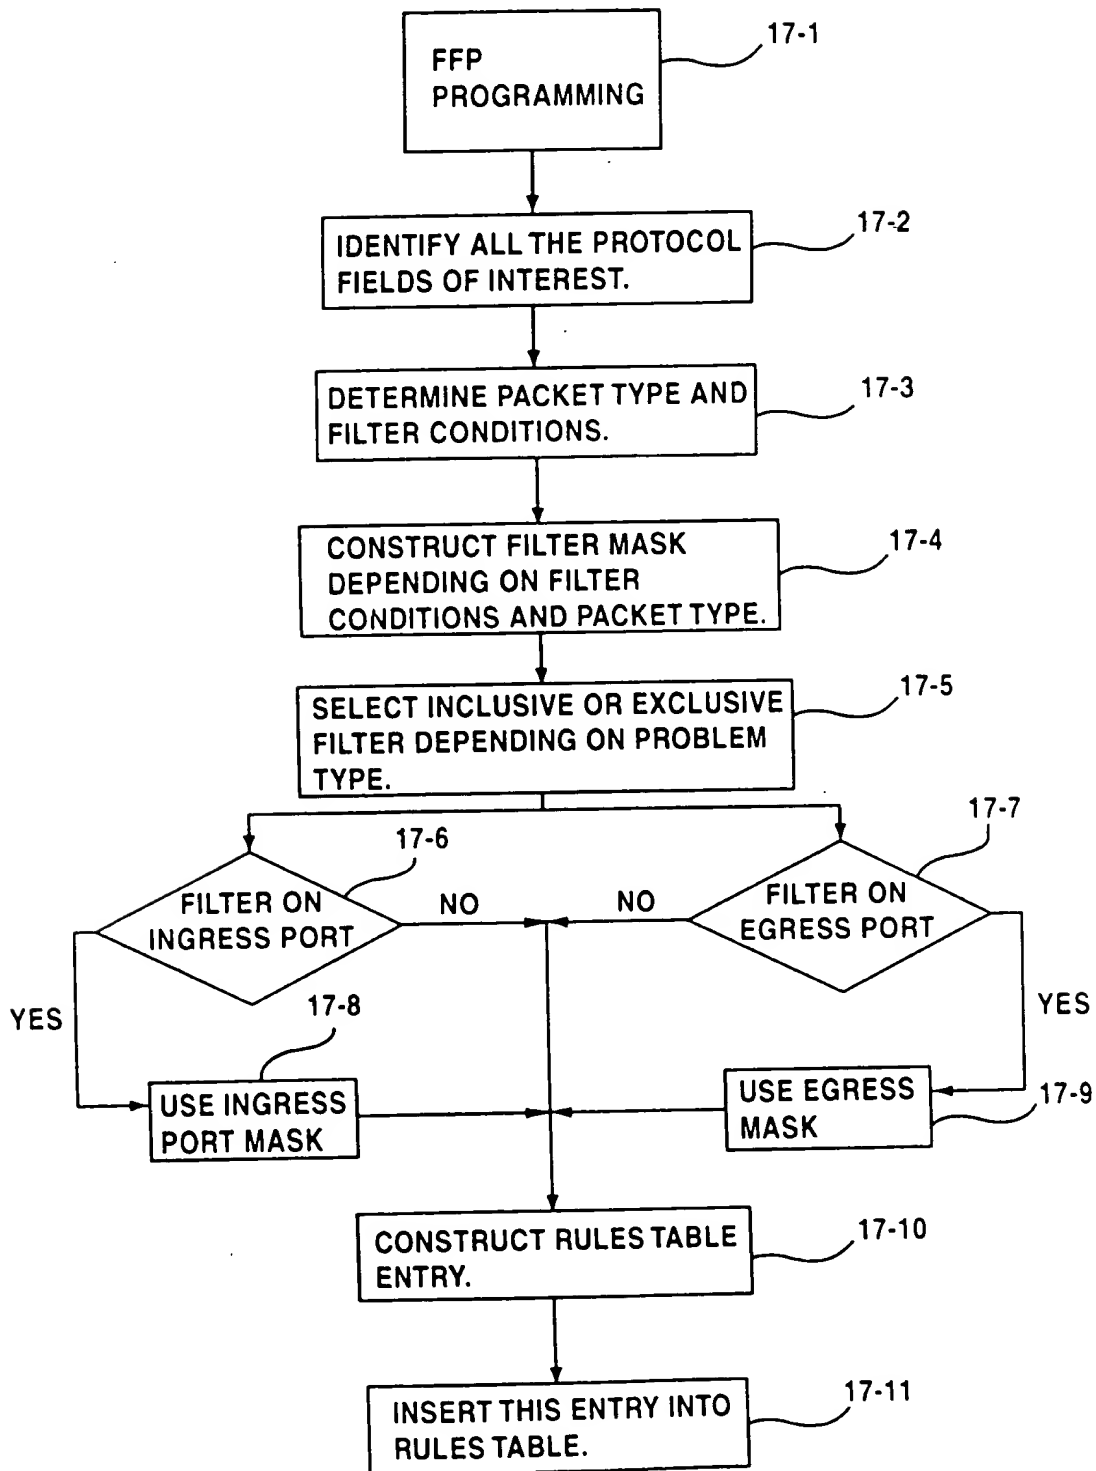 FFP
PROGRAMMING
17-1
IDENTIFY ALL THE PROTOCOL
FIELDS OF INTEREST.
17-2
DETERMINE PACKET TYPE AND
FILTER CONDITIONS.
17-3
CONSTRUCT FILTER MASK
DEPENDING ON FILTER
CONDITIONS AND PACKET TYPE.
17-4
SELECT INCLUSIVE OR EXCLUSIVE
FILTER DEPENDING ON PROBLEM
TYPE.
17-5
17-6
FILTER ON
INGRESS PORT
NO
YES
17-7
FILTER ON
EGRESS PORT
NO
YES
17-8
USE INGRESS
PORT MASK
USE EGRESS
MASK
17-9
CONSTRUCT RULES TABLE
ENTRY.
17-10
INSERT THIS ENTRY INTO
RULES TABLE.
17-11